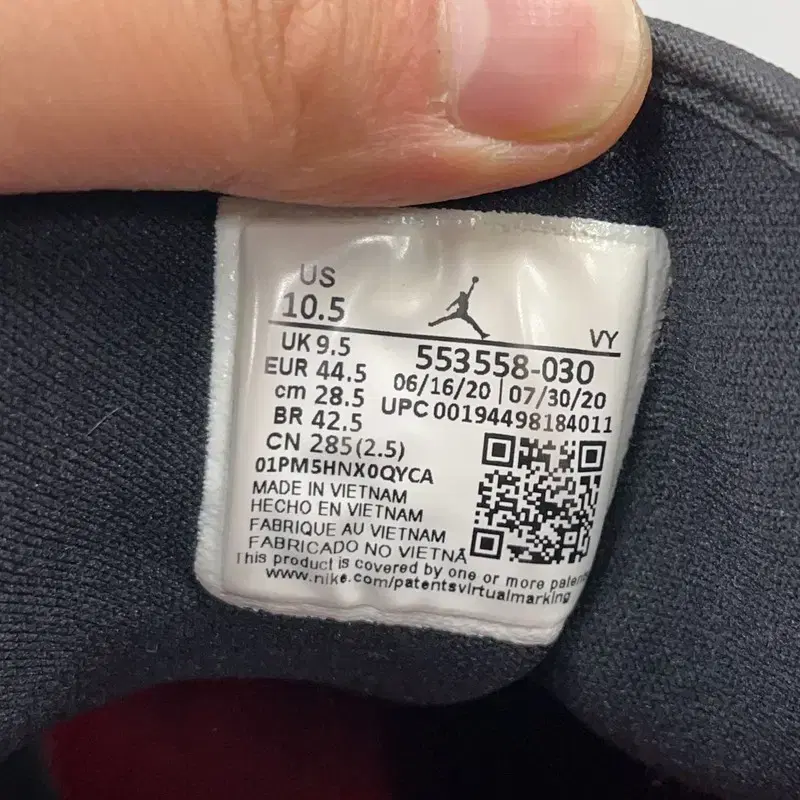 US
10.5
VY
UK 9.5
EUR 44.5
cm 28.5
BR 42.5
CN 285(2.5)
553558-030
06/16/20 | 07/30/20
UPC 00194498184011
01PM5HNX0QYCA
MADE IN VIETNAM
HECHO EN VIETNAM
FABRIQUE AU VIETNAM
FABRICADO NO VIETNÃ
This product is covered by one or more paten
www.nike.com/patentsvirtualmarking